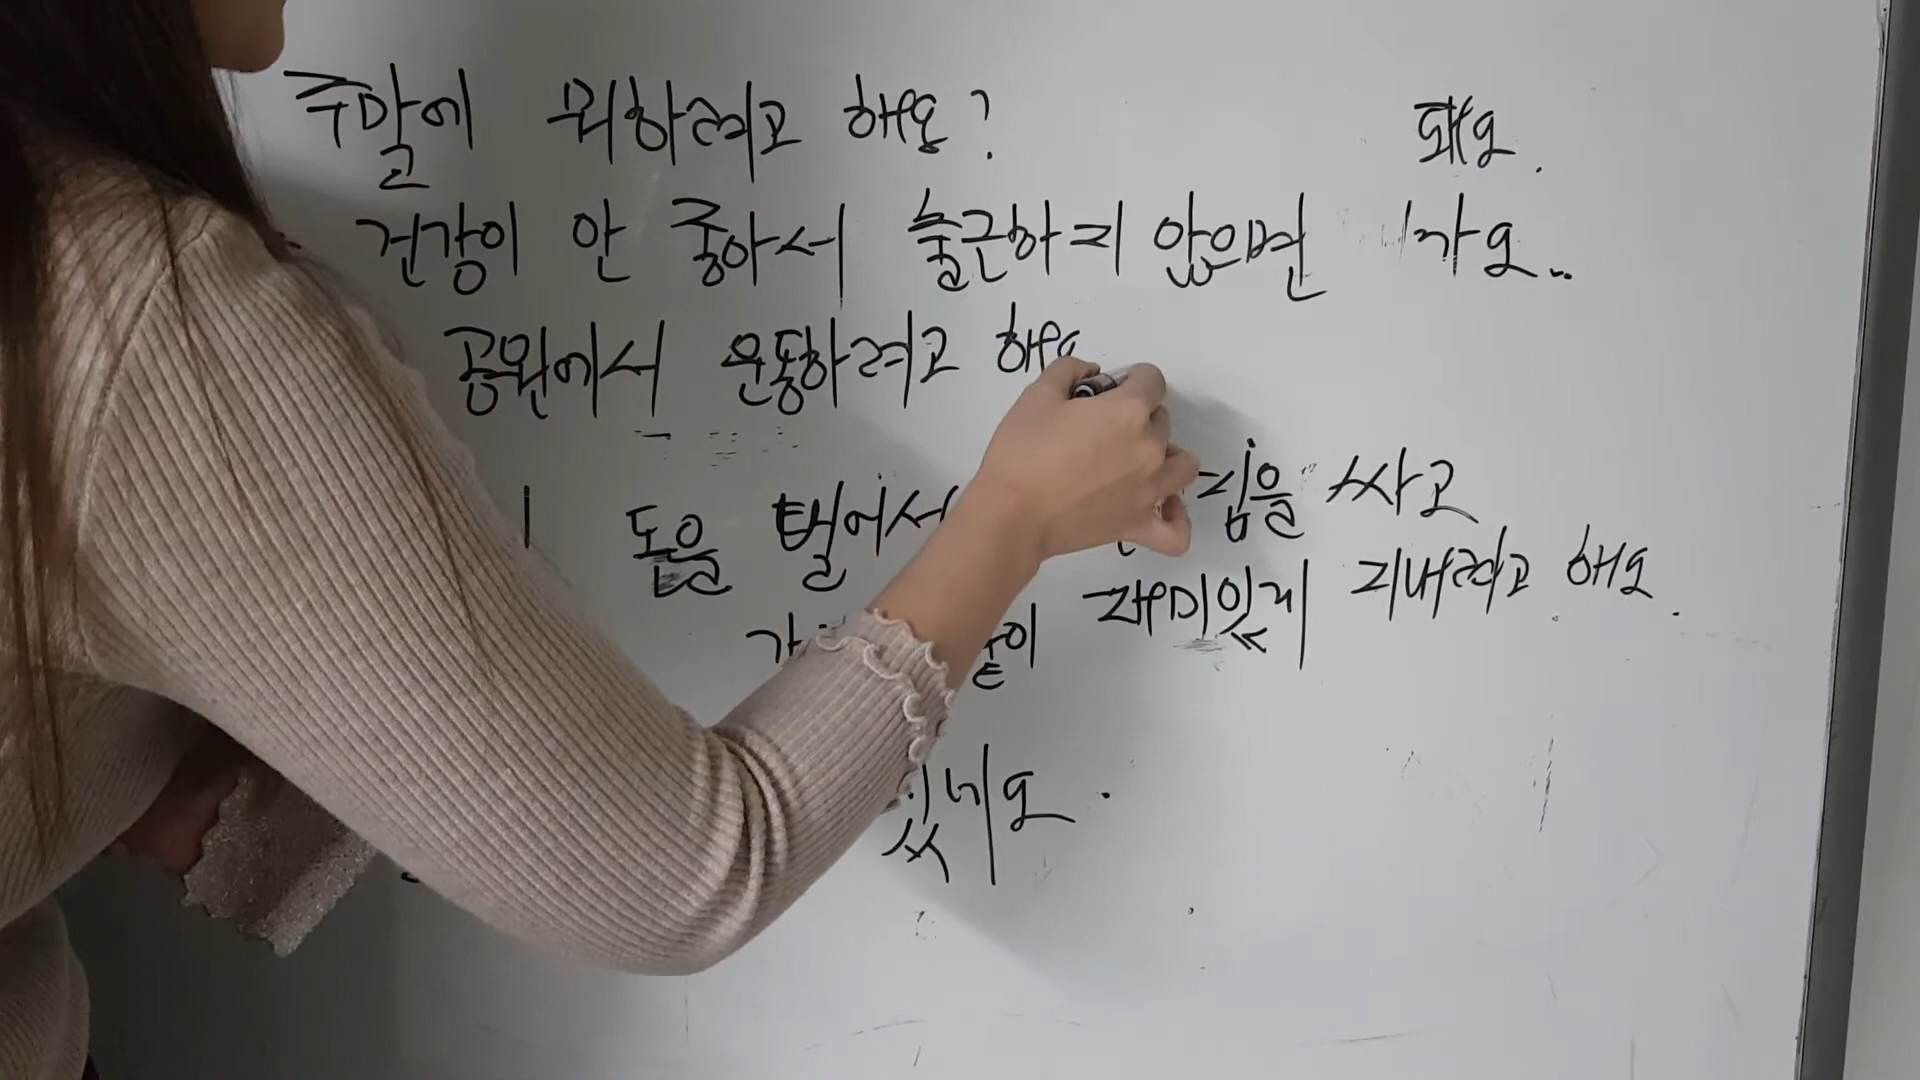 주말에 뭐하려고 해요? 돼요.
건강이 안 좋아서 출근하지 않으면 가요..
공원에서 운동하려고 해요
돈을 벌어서 집을 싸고
재미있게 지내려고 해요.
있네요.